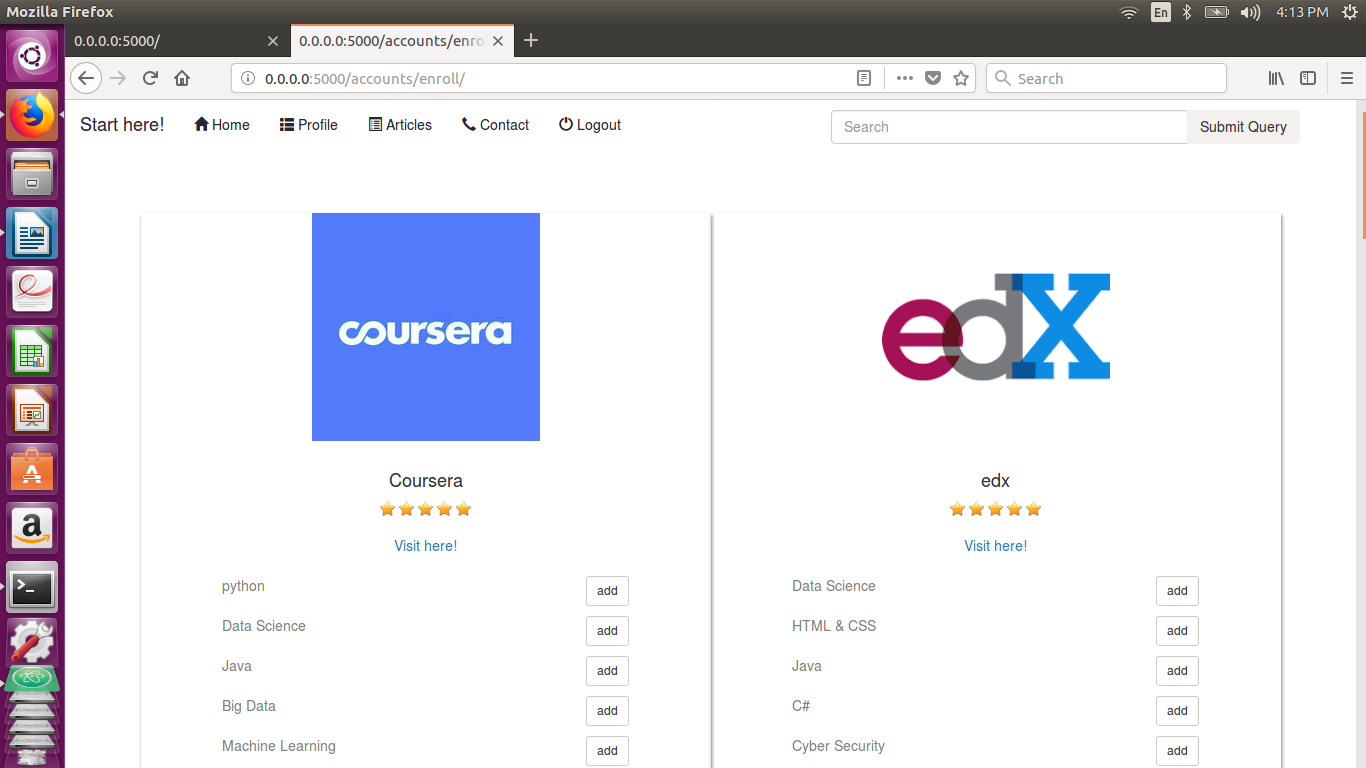 Mozilla Firefox
En
4:13 PM
0.0.0.0:5000/
0.0.0.0:5000/accounts/enro
0.0.0.0:5000/accounts/enroll/
Search
Start here!
Home
Profile
Articles
Contact
Logout
Search
Submit Query
coursera
Coursera
Visit here!
python add
Data Science add
Java add
Big Data add
Machine Learning add
edX
edx
Visit here!
Data Science add
HTML & CSS add
Java add
C# add
Cyber Security add